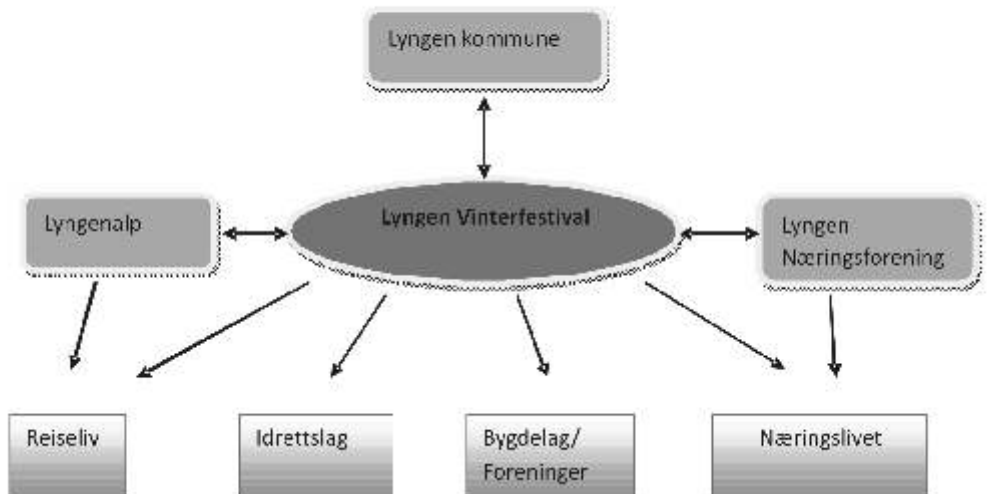 Lyngen kommune
Lyngenalp
Lyngen Vinterfestival
Lyngen
Næringsforening
Reiseliv
Idrettslag
Bygdelag/
Foreninger
Næringslivet